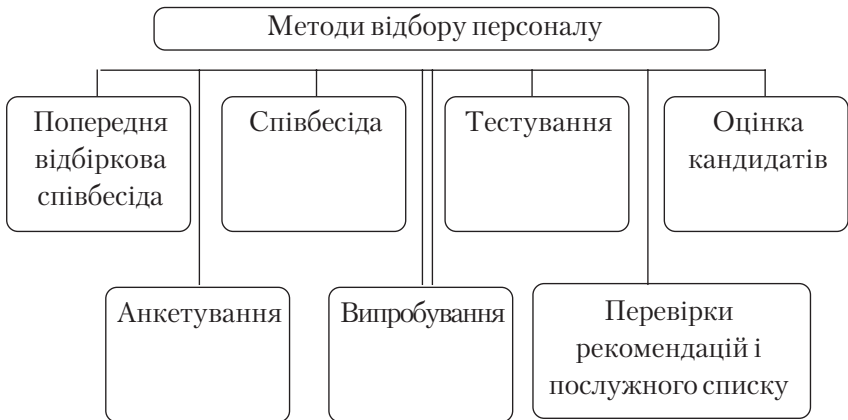 Методи відбору персоналу
Попередня
відбіркова
співбесіда
Співбесіда
Тестування
Оцінка
кандидатів
Анкетування
Випробування
Перевірки
рекомендацій і
послужного списку